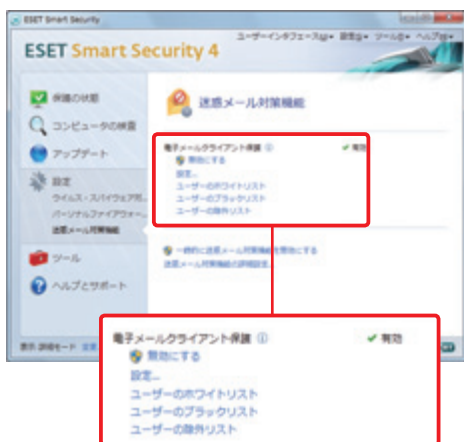 ESET Smart Security
ESET Smart Security 4
ユーザーインタフェース(U)▾ 設定(S)▾ ツール(O)▾ ヘルプ(H)▾
保護の状態
コンピュータの検査
アップデート
設定
ウイルス・スパイウェア対...
パーソナルファイアウォー...
迷惑メール対策機能
ツール
ヘルプとサポート
表示: 詳細モード 変更...
迷惑メール対策機能
電子メールクライアント保護 ✔ 有効
無効にする
設定...
ユーザーのホワイトリスト
ユーザーのブラックリスト
ユーザーの除外リスト
一時的に迷惑メール対策機能を無効にする
迷惑メール対策機能の詳細設定...
電子メールクライアント保護 ✔ 有効
無効にする
設定...
ユーザーのホワイトリスト
ユーザーのブラックリスト
ユーザーの除外リスト